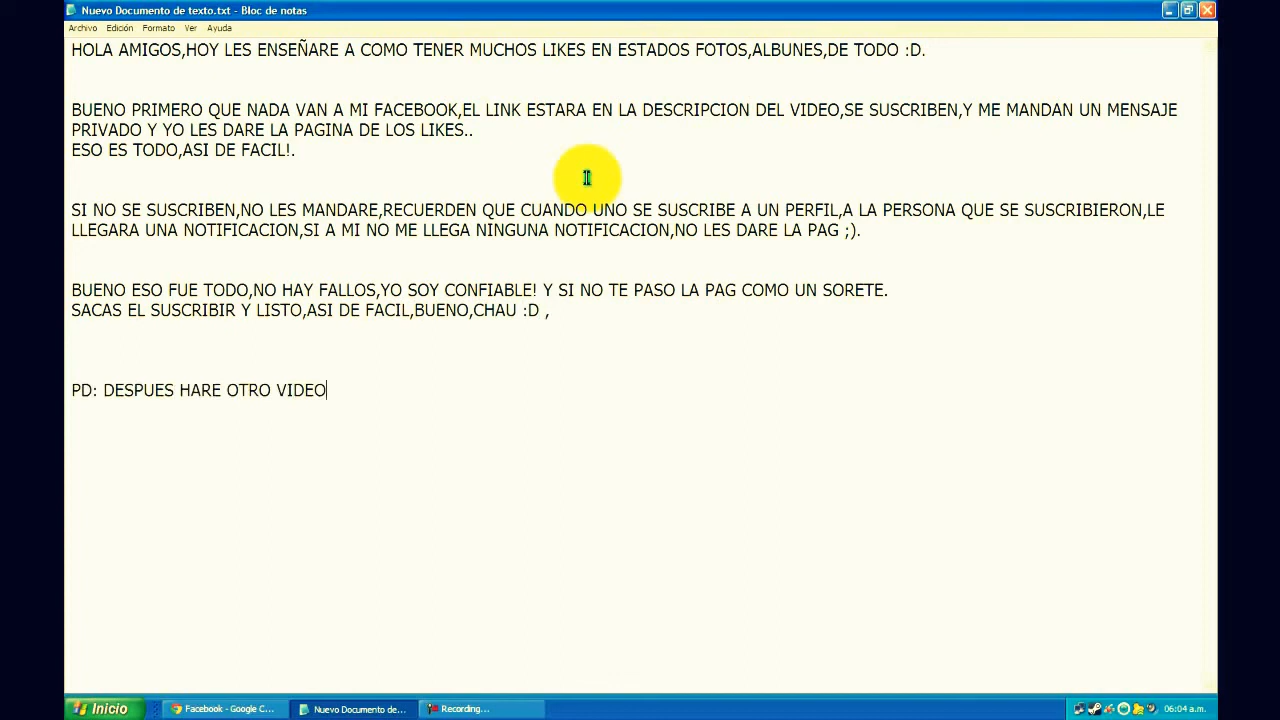 Nuevo Documento de texto.txt - Bloc de notas
Archivo Edición Formato Ver Ayuda
HOLA AMIGOS,HOY LES ENSEÑARE A COMO TENER MUCHOS LIKES EN ESTADOS FOTOS,ALBUNES,DE TODO :D.
BUENO PRIMERO QUE NADA VAN A MI FACEBOOK,EL LINK ESTARA EN LA DESCRIPCION DEL VIDEO,SE SUSCRIBEN,Y ME MANDAN UN MENSAJE
PRIVADO Y YO LES DARE LA PAGINA DE LOS LIKES..
ESO ES TODO,ASI DE FACIL!.
SI NO SE SUSCRIBEN,NO LES MANDARE,RECUERDEN QUE CUANDO UNO SE SUSCRIBE A UN PERFIL,A LA PERSONA QUE SE SUSCRIBIERON,LE
LLEGARA UNA NOTIFICACION,SI A MI NO ME LLEGA NINGUNA NOTIFICACION,NO LES DARE LA PAG ;).
BUENO ESO FUE TODO,NO HAY FALLOS,YO SOY CONFIABLE! Y SI NO TE PASO LA PAG COMO UN SORETE.
SACAS EL SUSCRIBIR Y LISTO,ASI DE FACIL,BUENO,CHAU :D ,
PD: DESPUES HARE OTRO VIDEO
Inicio Facebook - Google C... Nuevo Documento de... Recording... 06:04 a.m.